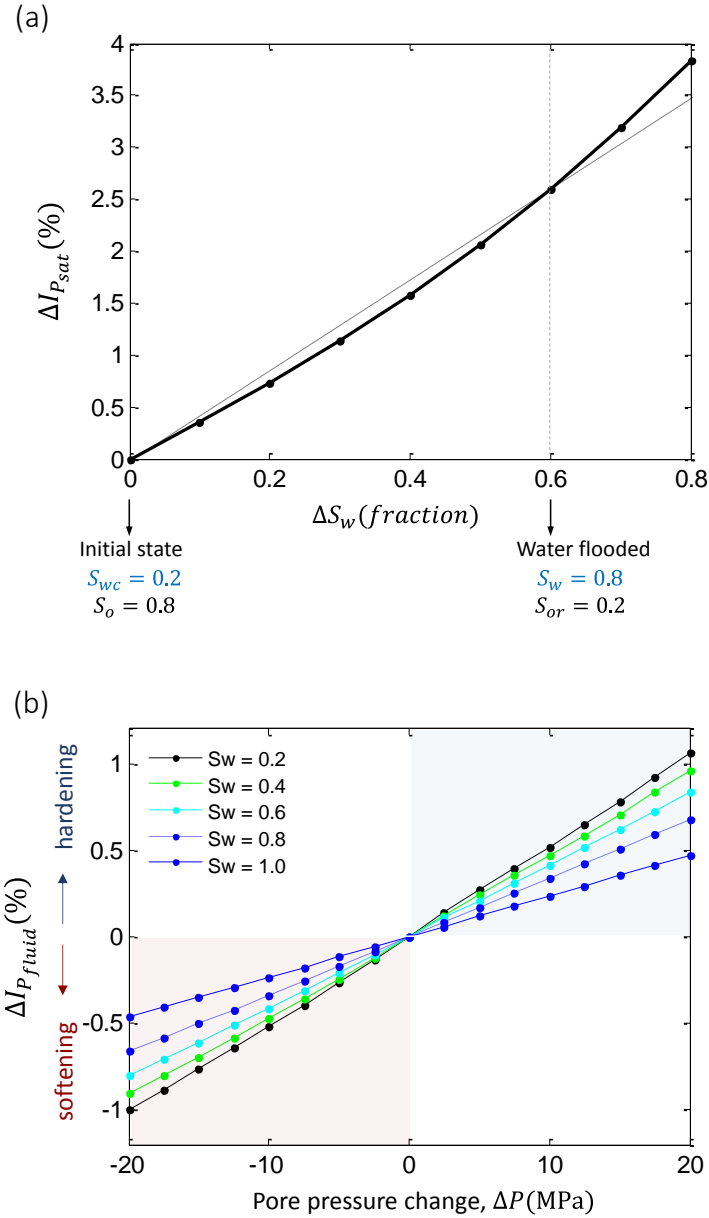 (a)
4
3.5
3
2.5
2
1.5
1
0.5
0
ΔI_{P_{sat}}(%)
0 0.2 0.4 0.6 0.8
ΔS_w(fraction)
Initial state
S_{wc} = 0.2
S_o = 0.8
Water flooded
S_w = 0.8
S_{or} = 0.2
(b)
hardening
softening
ΔI_{P_{fluid}}(%)
1
0.5
0
-0.5
-1
Sw = 0.2
Sw = 0.4
Sw = 0.6
Sw = 0.8
Sw = 1.0
-20 -10 0 10 20
Pore pressure change, ΔP(MPa)